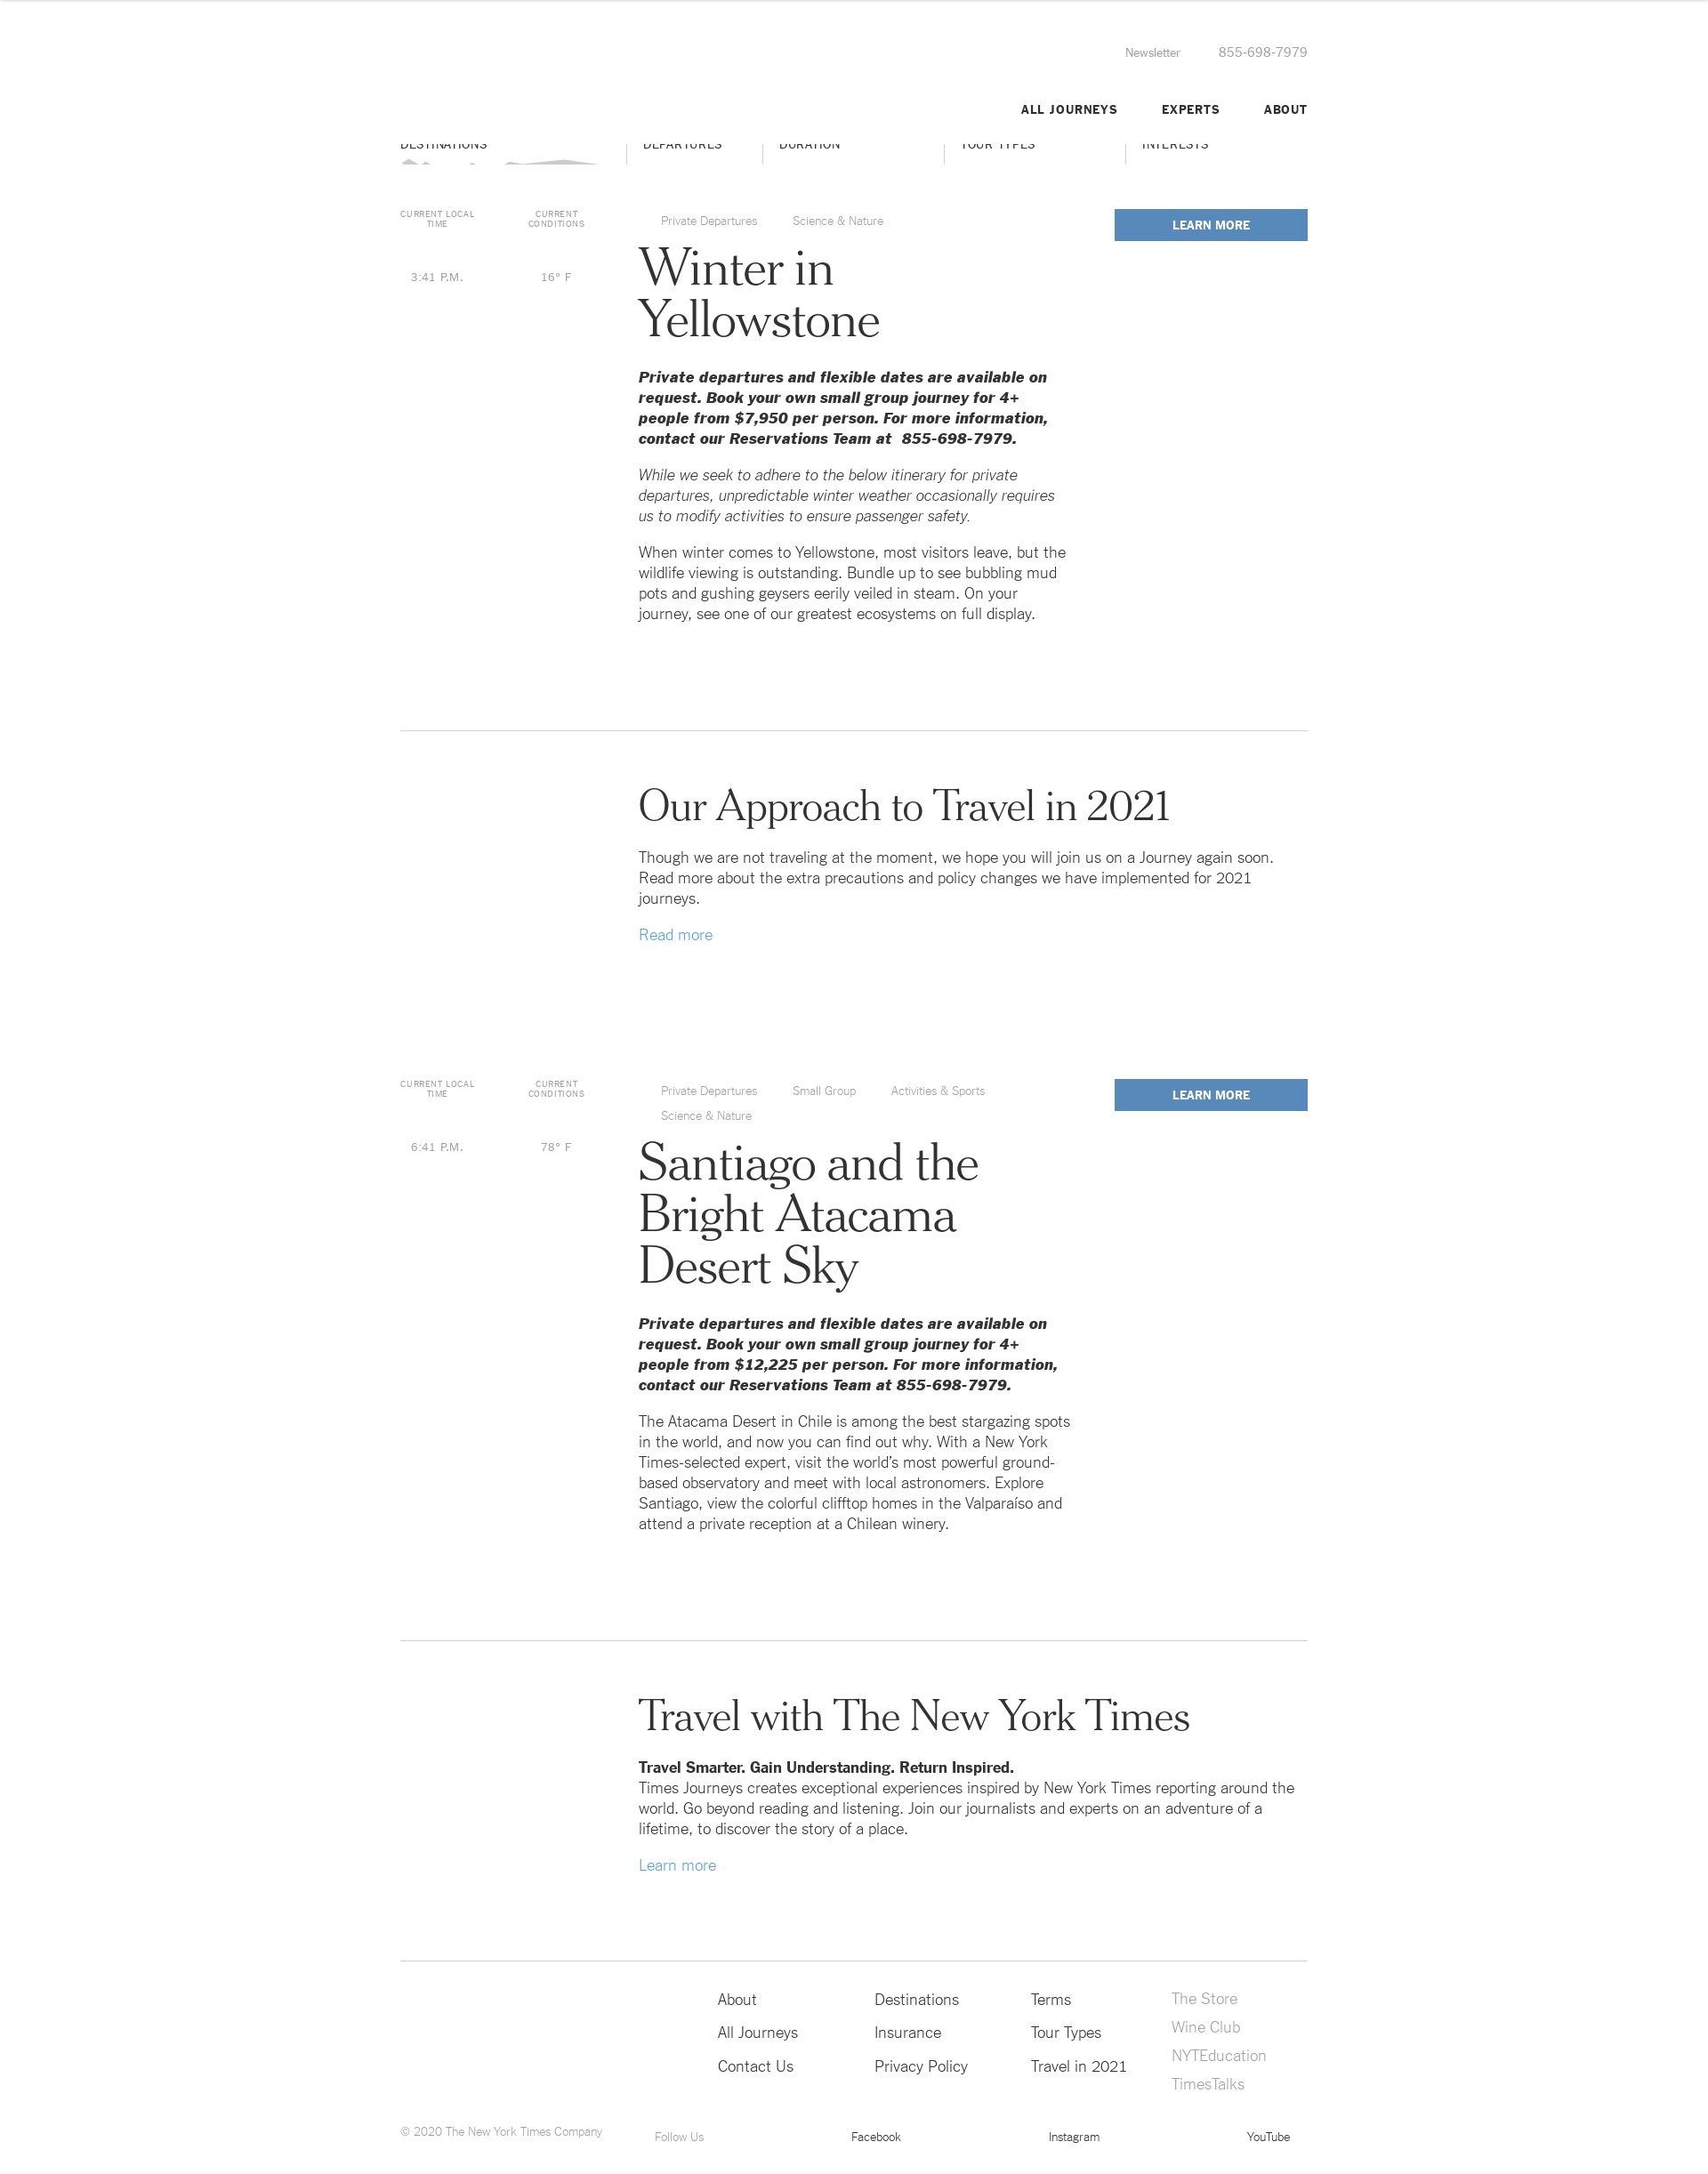 Newsletter 855-698-7979
ALL JOURNEYS EXPERTS ABOUT
DESTINATIONS DEPARTURES DURATION TOUR TYPES INTERESTS
CURRENT LOCAL TIME
CURRENT CONDITIONS
3:41 P.M. 16° F
Private Departures Science & Nature
LEARN MORE
Winter in
Yellowstone
Private departures and flexible dates are available on
request. Book your own small group journey for 4+
people from $7,950 per person. For more information,
contact our Reservations Team at 855-698-7979.
While we seek to adhere to the below itinerary for private
departures, unpredictable winter weather occasionally requires
us to modify activities to ensure passenger safety.
When winter comes to Yellowstone, most visitors leave, but the
wildlife viewing is outstanding. Bundle up to see bubbling mud
pots and gushing geysers eerily veiled in steam. On your
journey, see one of our greatest ecosystems on full display.
Our Approach to Travel in 2021
Though we are not traveling at the moment, we hope you will join us on a Journey again soon.
Read more about the extra precautions and policy changes we have implemented for 2021
journeys.
Read more
CURRENT LOCAL TIME
CURRENT CONDITIONS
6:41 P.M. 78° F
Private Departures Small Group Activities & Sports
Science & Nature
LEARN MORE
Santiago and the
Bright Atacama
Desert Sky
Private departures and flexible dates are available on
request. Book your own small group journey for 4+
people from $12,225 per person. For more information,
contact our Reservations Team at 855-698-7979.
The Atacama Desert in Chile is among the best stargazing spots
in the world, and now you can find out why. With a New York
Times-selected expert, visit the world’s most powerful ground-
based observatory and meet with local astronomers. Explore
Santiago, view the colorful clifftop homes in the Valparaíso and
attend a private reception at a Chilean winery.
Travel with The New York Times
Travel Smarter. Gain Understanding. Return Inspired.
Times Journeys creates exceptional experiences inspired by New York Times reporting around the
world. Go beyond reading and listening. Join our journalists and experts on an adventure of a
lifetime, to discover the story of a place.
Learn more
About
All Journeys
Contact Us
Destinations
Insurance
Privacy Policy
Terms
Tour Types
Travel in 2021
The Store
Wine Club
NYTEducation
TimesTalks
© 2020 The New York Times Company
Follow Us Facebook Instagram YouTube